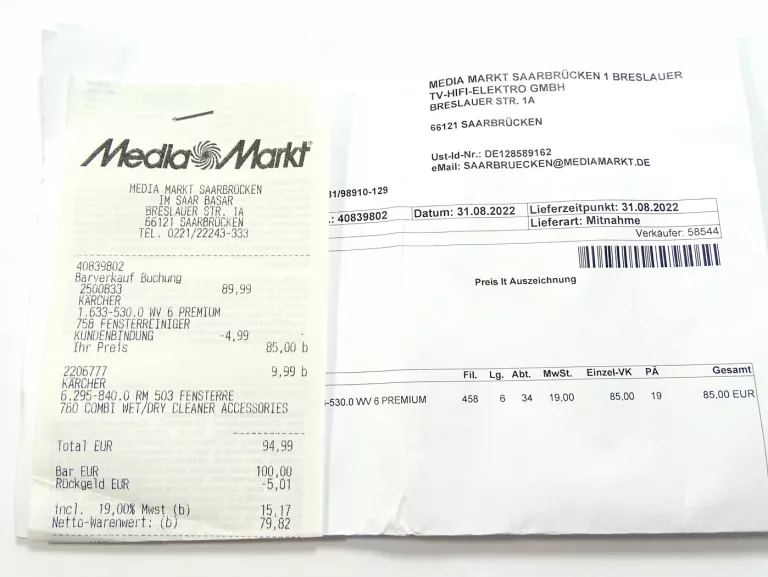 Media Markt
MEDIA MARKT SAARBRÜCKEN
IM SAAR BASAR
BRESLAUER STR. 1A
66121 SAARBRÜCKEN
TEL. 0221/22243-333
40839802
Barverkauf Buchung
2500833 89,99
KÄRCHER
1.633-530.0 WV 6 PREMIUM
758 FENSTERREINIGER
KUNDENBINDUNG -4,99
Ihr Preis 85,00 b
2206777 9,99 b
KÄRCHER
6.295-840.0 RM 503 FENSTERRE
760 COMBI WET/DRY CLEANER ACCESSORIES
Total EUR 94,99
Bar EUR 100,00
Rückgeld EUR -5,01
incl. 19,00% Mwst (b) 15,17
Netto-Warenwert: (b) 79,82
MEDIA MARKT SAARBRÜCKEN 1 BRESLAUER
TV-HIFI-ELEKTRO GMBH
BRESLAUER STR. 1A
66121 SAARBRÜCKEN
Ust-Id-Nr.: DE128589162
eMail: SAARBRUECKEN@MEDIAMARKT.DE
31/98910-129
.: 40839802 Datum: 31.08.2022 Lieferzeitpunkt: 31.08.2022
Lieferart: Mitnahme
Verkäufer: 58544
Preis lt Auszeichnung
Fil. Lg. Abt. MwSt. Einzel-VK PÄ Gesamt
-530.0 WV 6 PREMIUM 458 6 34 19,00 85,00 19 85,00 EUR